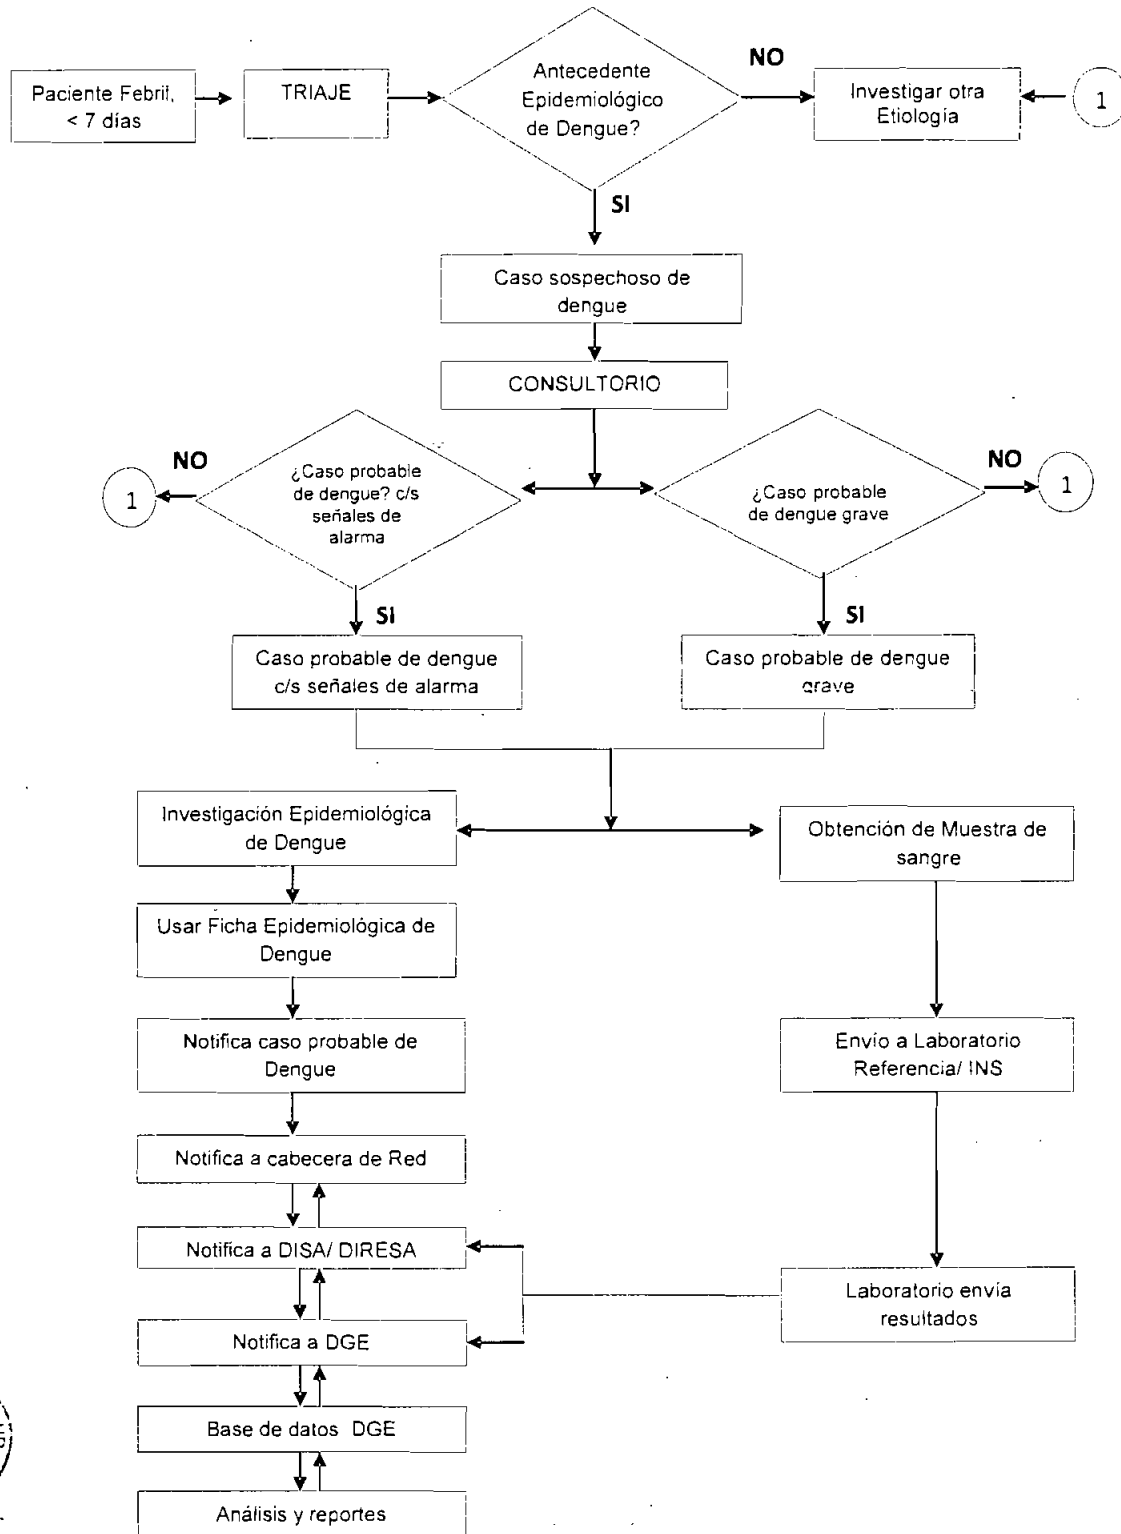 Paciente Febril,
< 7 días
TRIAJE
Antecedente
Epidemiológico
de Dengue?
NO
Investigar otra
Etiología
1
SI
Caso sospechoso de
dengue
CONSULTORIO
NO
1
¿Caso probable
de dengue? c/s
señales de
alarma
¿Caso probable
de dengue grave
NO
1
SI
SI
Caso probable de dengue
c/s señales de alarma
Caso probable de dengue
grave
Investigación Epidemiológica
de Dengue
Obtención de Muestra de
sangre
Usar Ficha Epidemiológica de
Dengue
Notifica caso probable de
Dengue
Envío a Laboratorio
Referencia/ INS
Notifica a cabecera de Red
Notifica a DISA/ DIRESA
Laboratorio envía
resultados
Notifica a DGE
Base de datos DGE
Análisis y reportes